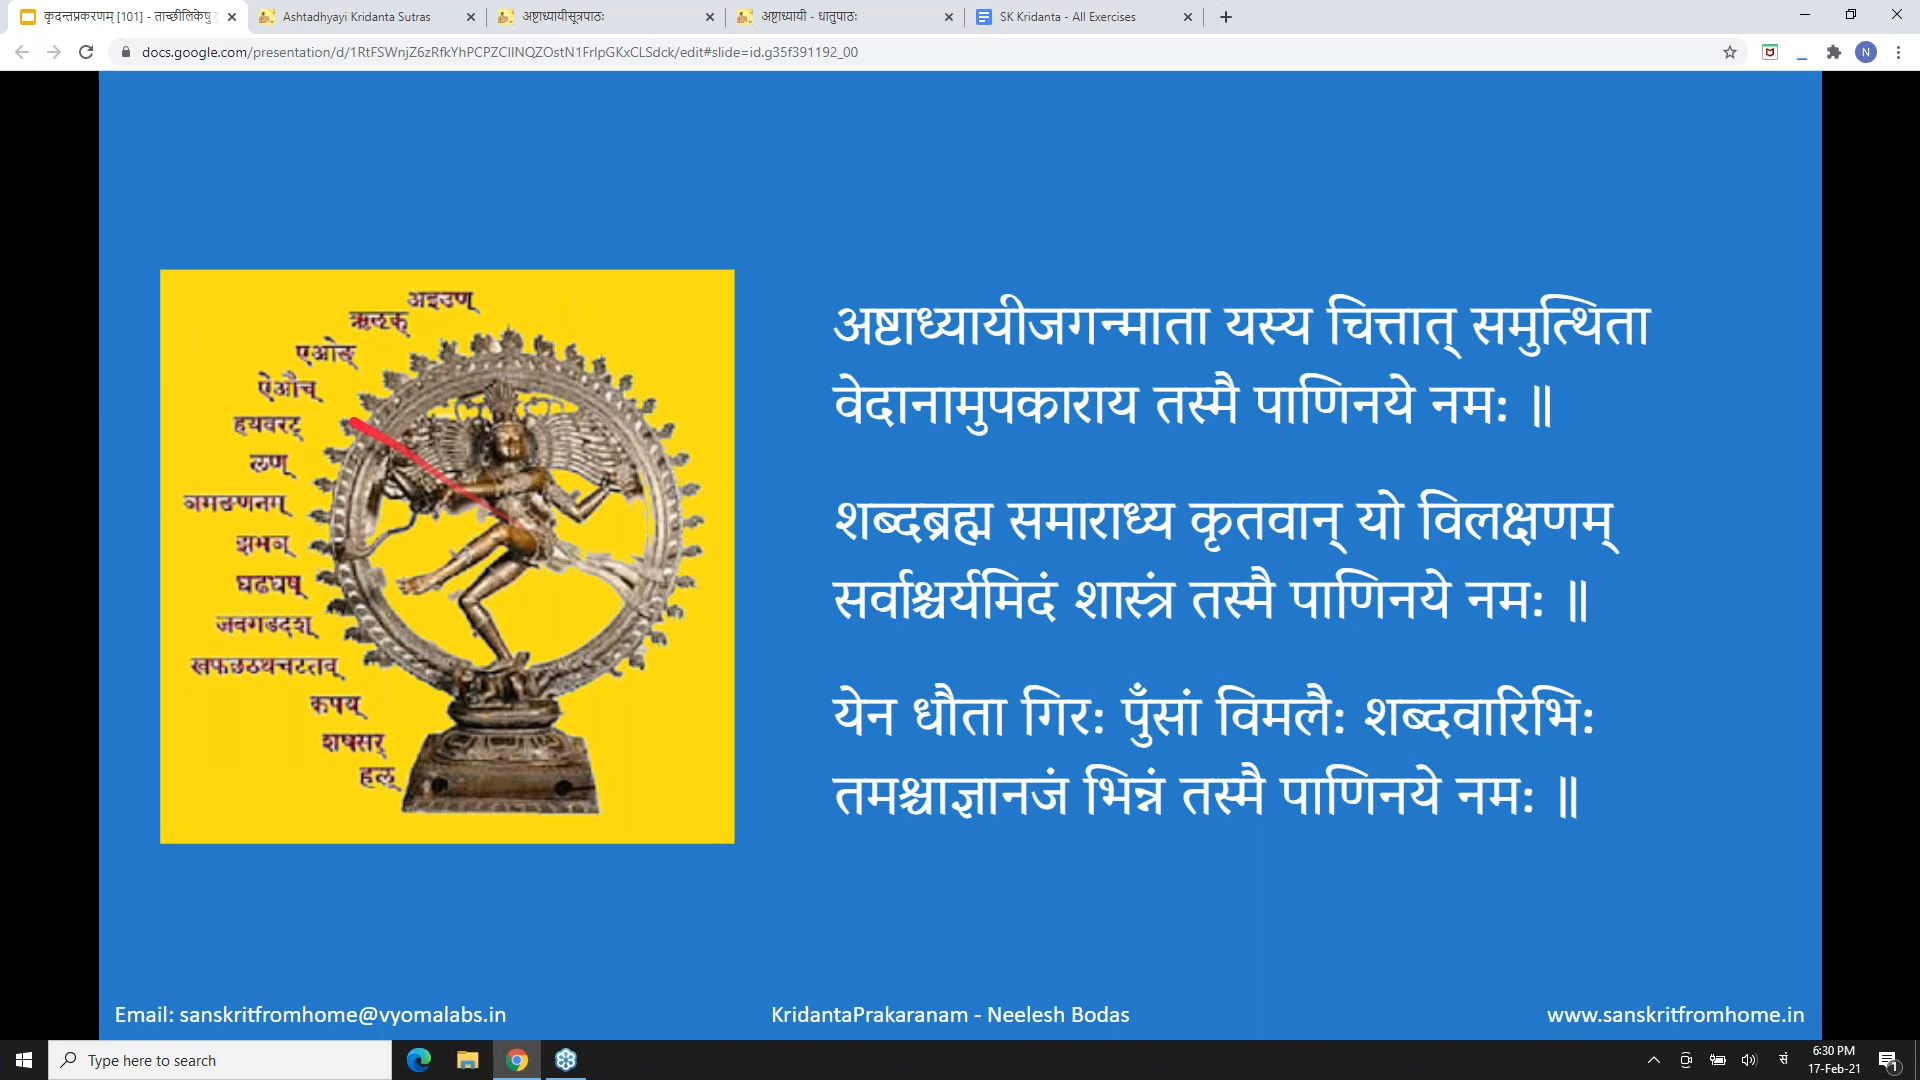 कृदन्तप्रकरणम् [101] - ताच्छीलिकेषु
Ashtadhyayi Kridanta Sutras
अष्टाध्यायीसूत्रपाठः
अष्टाध्यायी - धातुपाठः
SK Kridanta - All Exercises
docs.google.com/presentation/d/1RtFSWnjZ6zRfkYhPCPZCIINQZOstN1FrlpGKxCLSdck/edit#slide=id.g35f391192_00
N
अइउण्
ऋऌक्
एओङ्
ऐऔच्
हयवरट्
लण्
ञमङणनम्
झभञ्
घढधष्
जबगडदश्
खफछठथचटतव्
कपय्
शषसर्
हल्
अष्टाध्यायीजगन्माता यस्य चित्तात् समुत्थिता
वेदानामुपकाराय तस्मै पाणिनये नमः ॥
शब्दब्रह्म समाराध्य कृतवान् यो विलक्षणम्
सर्वाश्चर्यमिदं शास्त्रं तस्मै पाणिनये नमः ॥
येन धौता गिरः पुँसां विमलैः शब्दवारिभिः
तमश्चाज्ञानजं भिन्नं तस्मै पाणिनये नमः ॥
Email: sanskritfromhome@vyomalabs.in
KridantaPrakaranam - Neelesh Bodas
www.sanskritfromhome.in
Type here to search
सं
6:30 PM
17-Feb-21
1